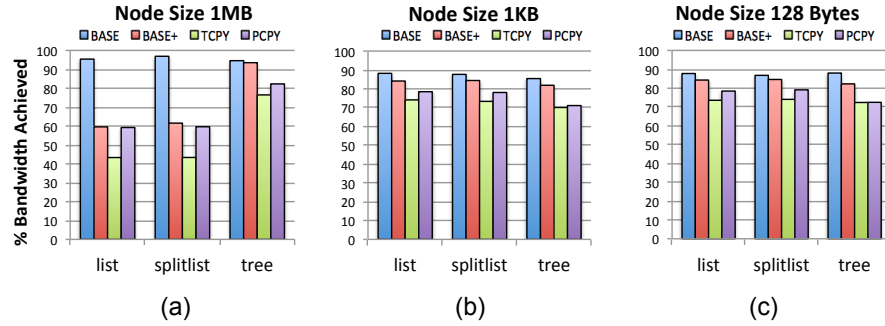 Node Size 1MB
BASE BASE+ TCPY PCPY
% Bandwidth Achieved
100
90
80
70
60
50
40
30
20
10
0
list splitlist tree
(a)
Node Size 1KB
BASE BASE+ TCPY PCPY
100
90
80
70
60
50
40
30
20
10
0
list splitlist tree
(b)
Node Size 128 Bytes
BASE BASE+ TCPY PCPY
100
90
80
70
60
50
40
30
20
10
0
list splitlist tree
(c)